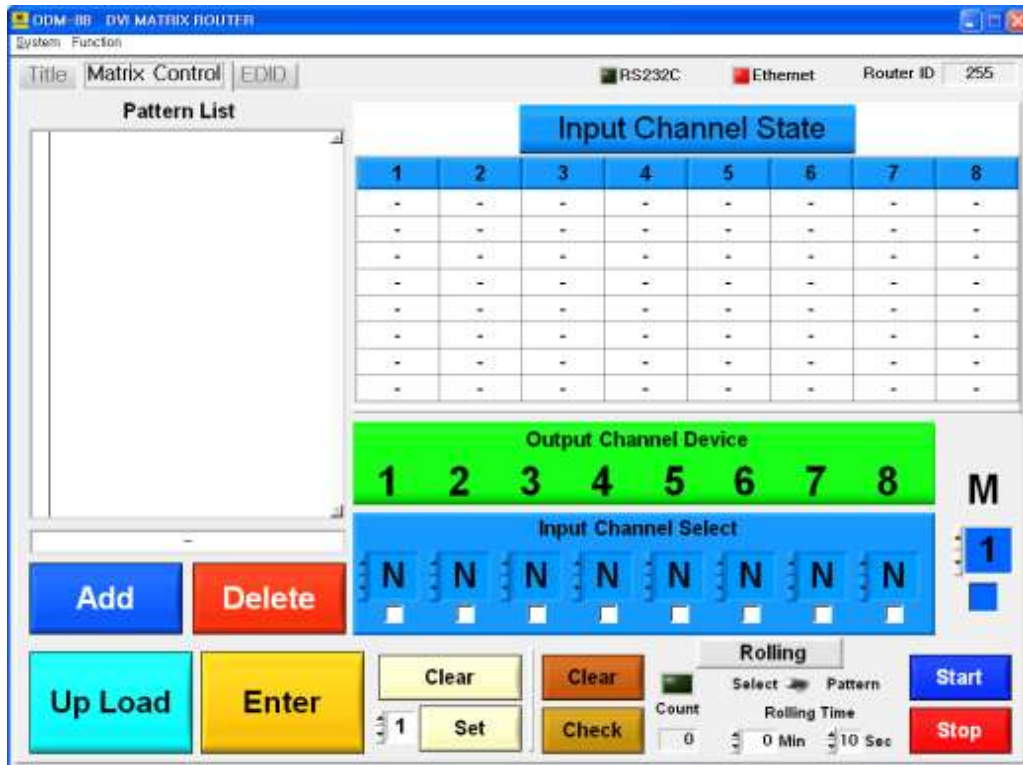 ODM-88 DVI MATRIX ROUTER
System Function
Title Matrix Control EDID RS232C Ethernet Router ID 255
Pattern List
Input Channel State
1 2 3 4 5 6 7 8
- - - - - - - -
- - - - - - - -
- - - - - - - -
- - - - - - - -
- - - - - - - -
- - - - - - - -
- - - - - - - -
- - - - - - - -
Output Channel Device
1 2 3 4 5 6 7 8 M
Input Channel Select
-
N N N N N N N N 1
Add Delete
Rolling
Up Load Enter Clear Clear Select Pattern Start
Count Rolling Time
1 Set Check 0 0 Min 10 Sec Stop